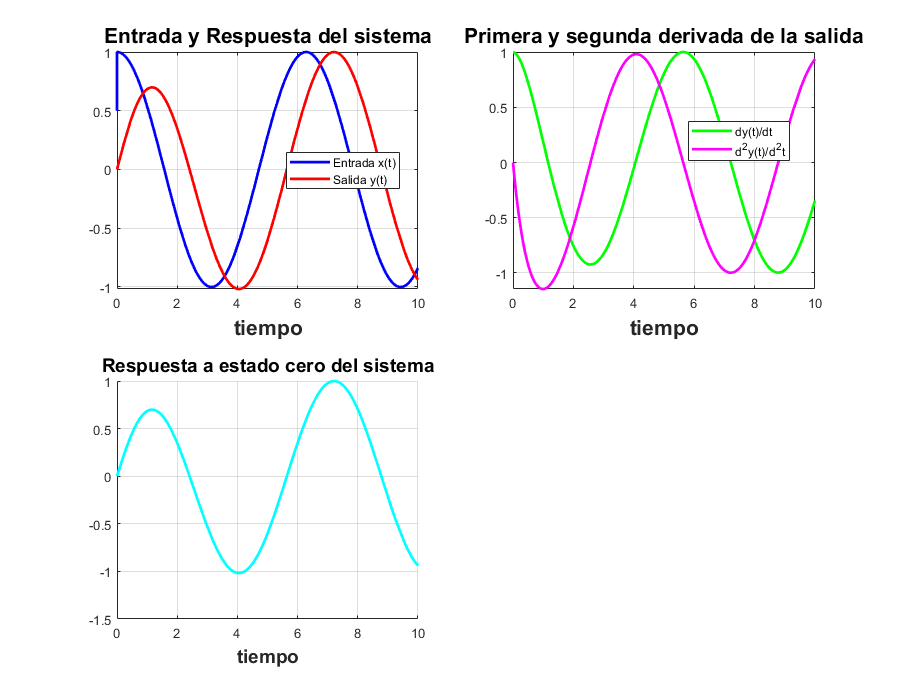 Entrada y Respuesta del sistema
1
0.5
0
-0.5
-1
0 2 4 6 8 10
tiempo
Entrada x(t)
Salida y(t)
Primera y segunda derivada de la salida
1
0.5
0
-0.5
-1
0 2 4 6 8 10
tiempo
dy(t)/dt
d²y(t)/d²t
Respuesta a estado cero del sistema
1
0.5
0
-0.5
-1
-1.5
0 2 4 6 8 10
tiempo